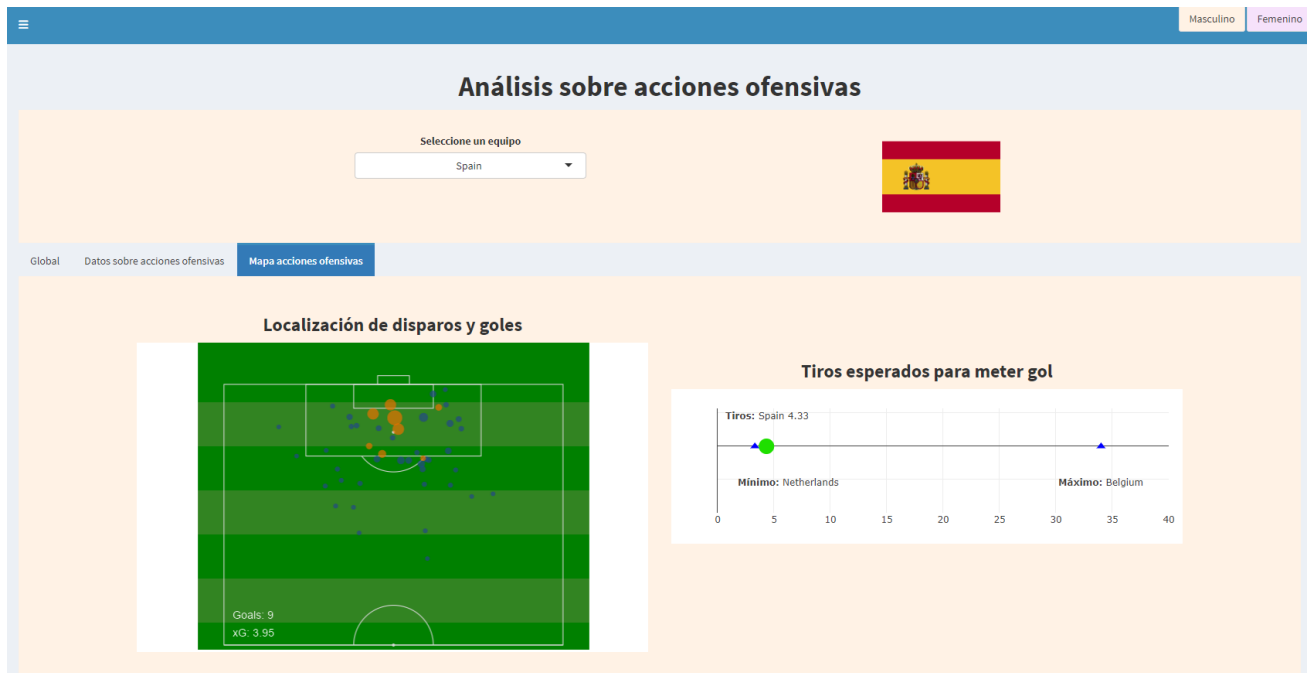 Masculino
Femenino
Análisis sobre acciones ofensivas
Seleccione un equipo
Spain
Global
Datos sobre acciones ofensivas
Mapa acciones ofensivas
Localización de disparos y goles
Goals: 9
xG: 3.95
Tiros esperados para meter gol
Tiros: Spain 4.33
Mínimo: Netherlands
Máximo: Belgium
0 5 10 15 20 25 30 35 40